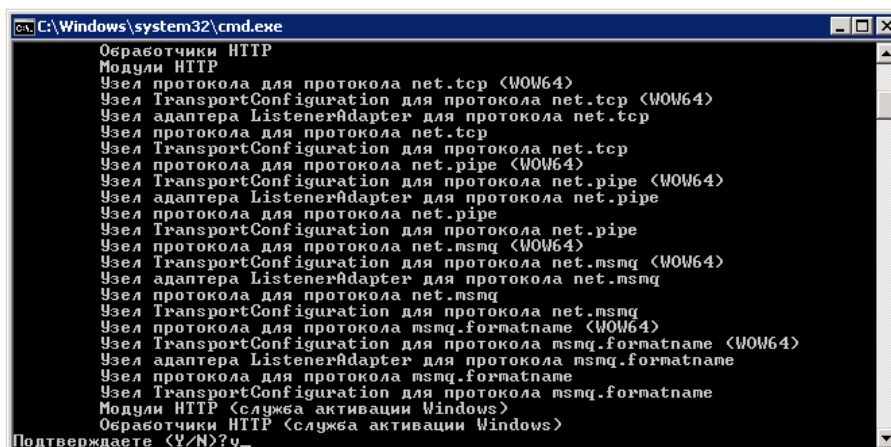 C:\Windows\system32\cmd.exe
Обработчики HTTP
Модули HTTP
Узел протокола для протокола net.tcp (WOW64)
Узел TransportConfiguration для протокола net.tcp (WOW64)
Узел адаптера ListenerAdapter для протокола net.tcp
Узел протокола для протокола net.tcp
Узел TransportConfiguration для протокола net.tcp
Узел протокола для протокола net.pipe (WOW64)
Узел TransportConfiguration для протокола net.pipe (WOW64)
Узел адаптера ListenerAdapter для протокола net.pipe
Узел протокола для протокола net.pipe
Узел TransportConfiguration для протокола net.pipe
Узел протокола для протокола net.msmq (WOW64)
Узел TransportConfiguration для протокола net.msmq (WOW64)
Узел адаптера ListenerAdapter для протокола net.msmq
Узел протокола для протокола net.msmq
Узел TransportConfiguration для протокола net.msmq
Узел протокола для протокола msmq.formatname (WOW64)
Узел TransportConfiguration для протокола msmq.formatname (WOW64)
Узел адаптера ListenerAdapter для протокола msmq.formatname
Узел протокола для протокола msmq.formatname
Узел TransportConfiguration для протокола msmq.formatname
Модули HTTP (служба активации Windows)
Обработчики HTTP (служба активации Windows)
Подтверждаете (Y/N)?y_